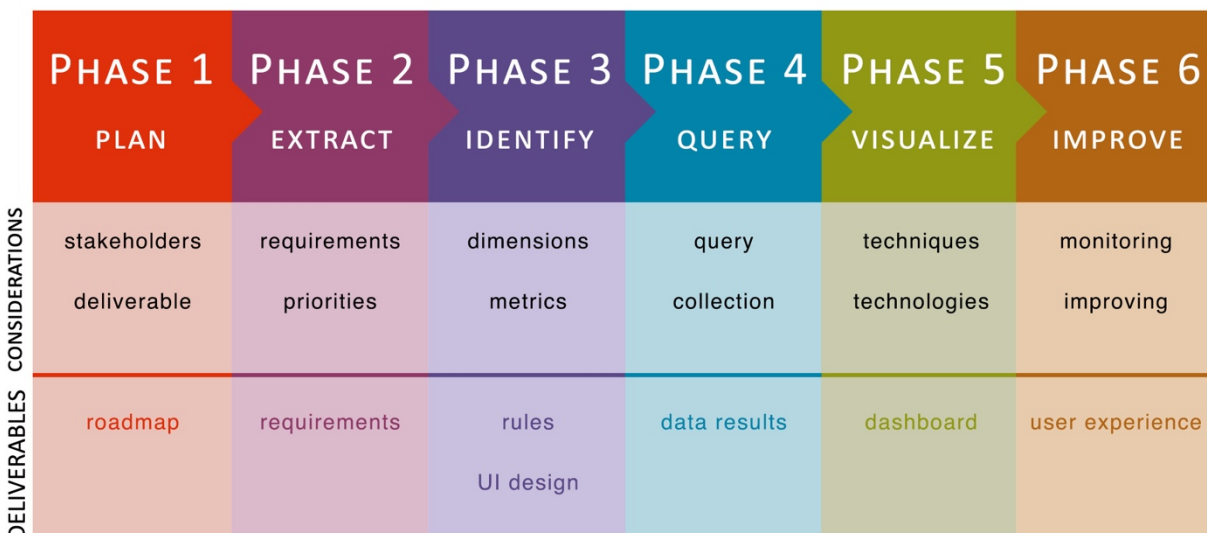 PHASE 1 PHASE 2 PHASE 3 PHASE 4 PHASE 5 PHASE 6
PLAN EXTRACT IDENTIFY QUERY VISUALIZE IMPROVE
CONSIDERATIONS
stakeholders requirements dimensions query techniques monitoring
deliverable priorities metrics collection technologies improving
DELIVERABLES
roadmap requirements rules data results dashboard user experience
UI design